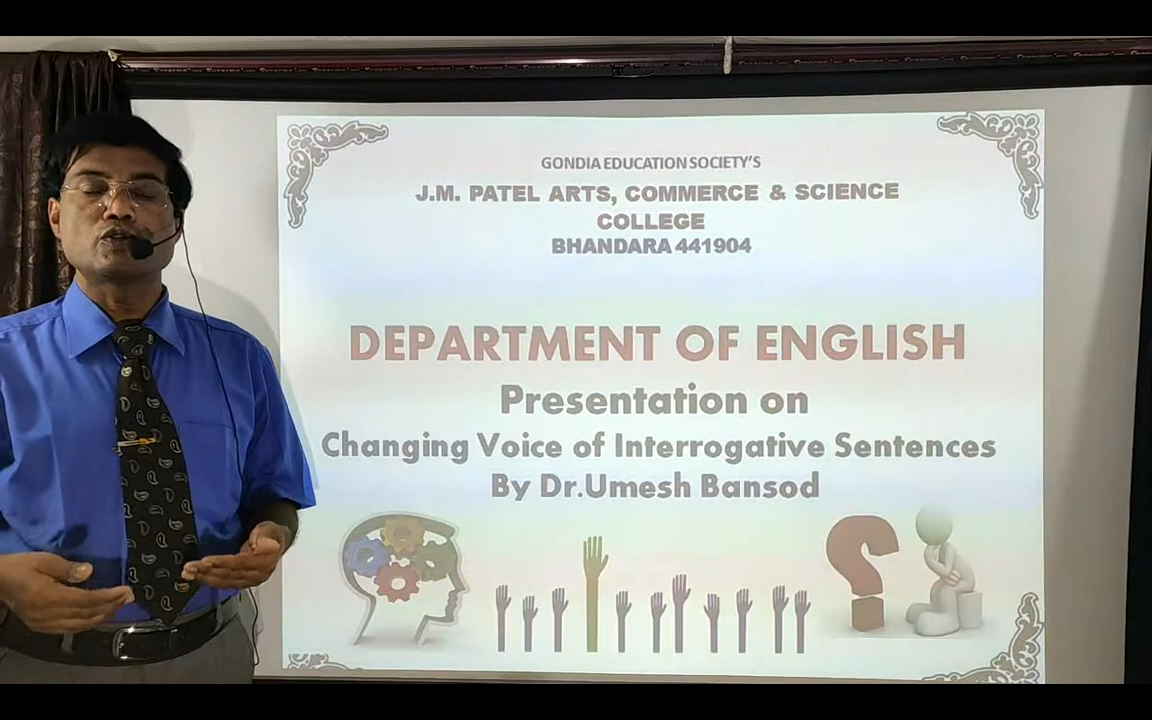 GONDIA EDUCATION SOCIETY'S
J.M. PATEL ARTS, COMMERCE & SCIENCE
COLLEGE
BHANDARA 441904
DEPARTMENT OF ENGLISH
Presentation on
Changing Voice of Interrogative Sentences
By Dr.Umesh Bansod